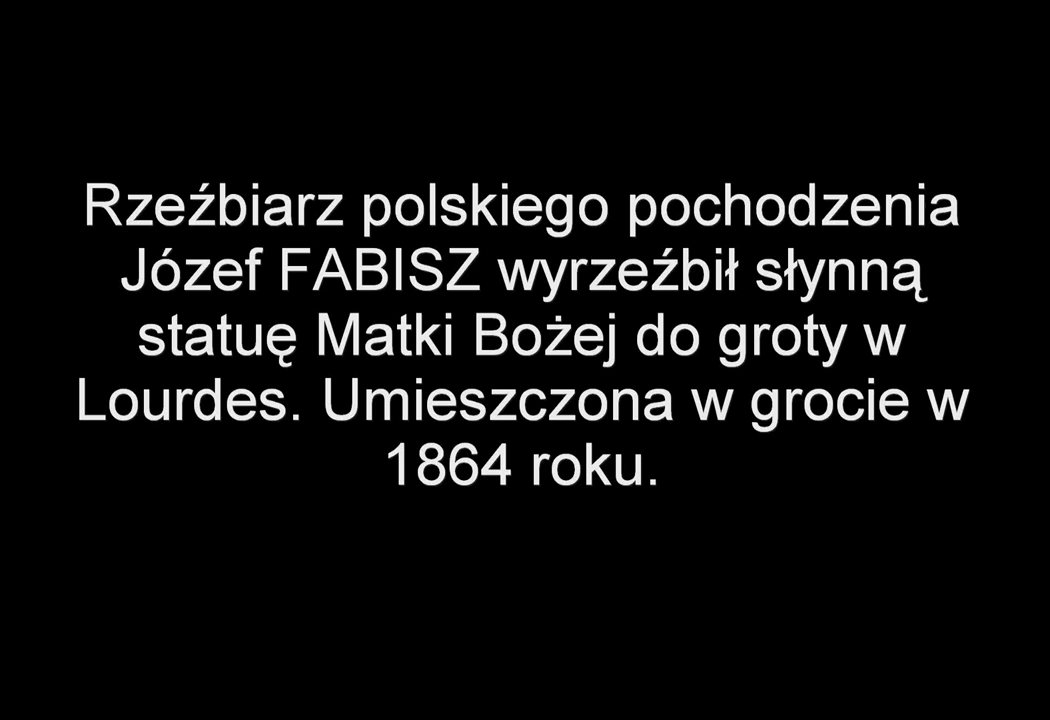 Rzeźbiarz polskiego pochodzenia
Józef FABISZ wyrzeźbił słynną
statuę Matki Bożej do groty w
Lourdes. Umieszczona w grocie w
1864 roku.